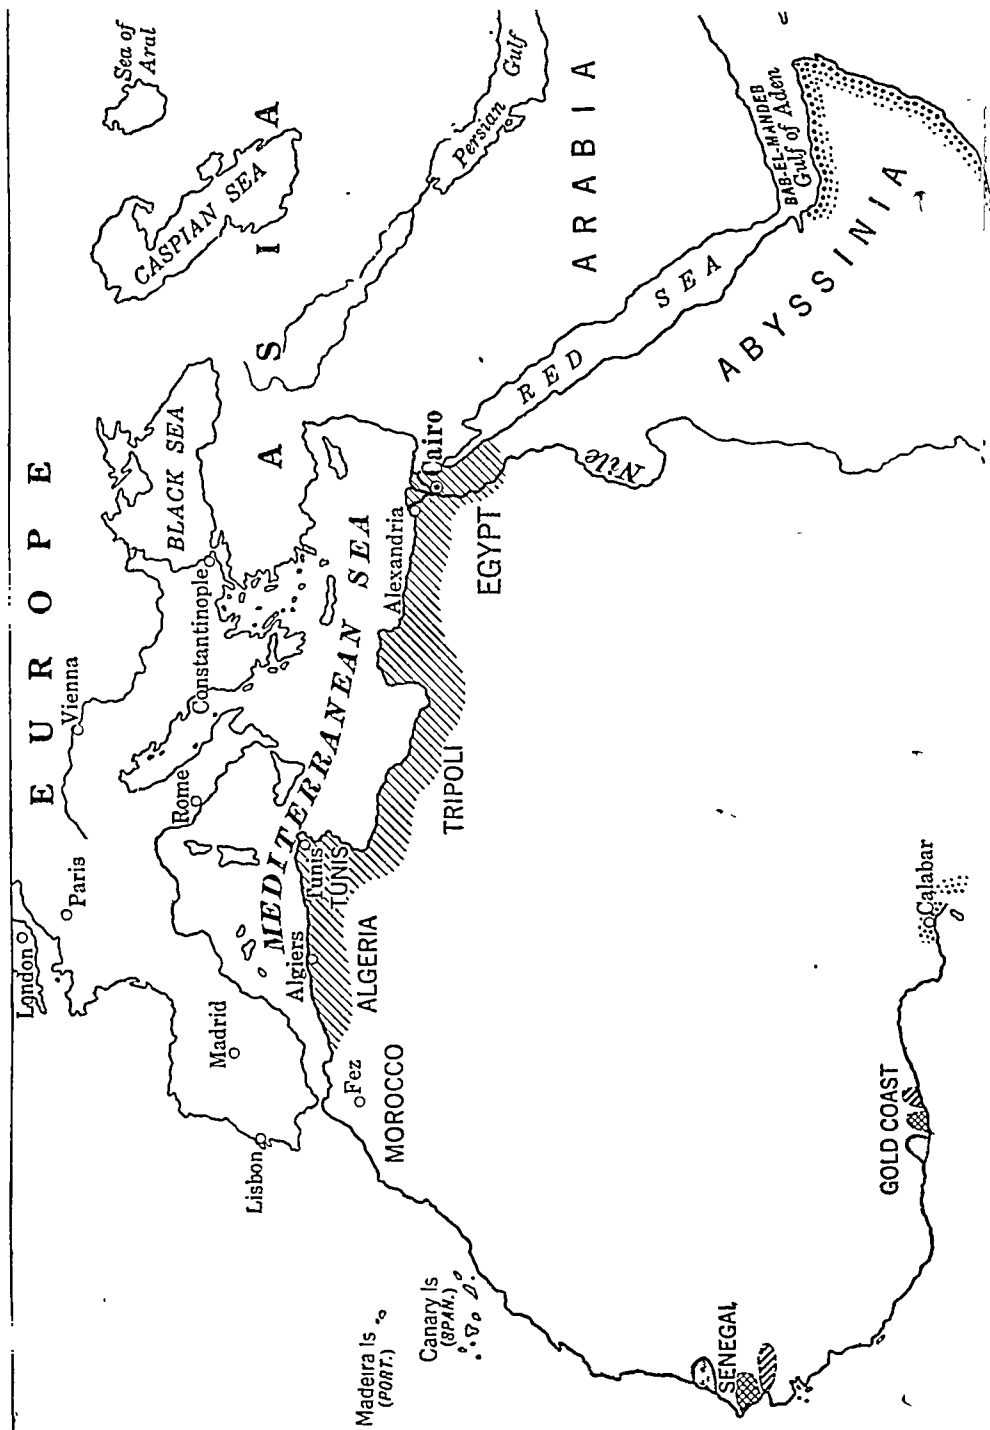 EUROPE
London
Paris
Vienna
Sea of
Aral
CASPIAN SEA
BLACK SEA
ASIA
Madrid
Lisbon
Rome
Constantinople
MEDITERRANEAN SEA
Persian Gulf
ARABIA
Algiers
Tunis
TUNIS
Alexandria
Cairo
Fez
MOROCCO
ALGERIA
TRIPOLI
EGYPT
Nile
RED SEA
BAB-EL-MANDEB
Gulf of Aden
ABYSSINIA
Madeira Is
(PORT.)
Canary Is
(SPAN.)
SENEGAL
GOLD COAST
Calabar